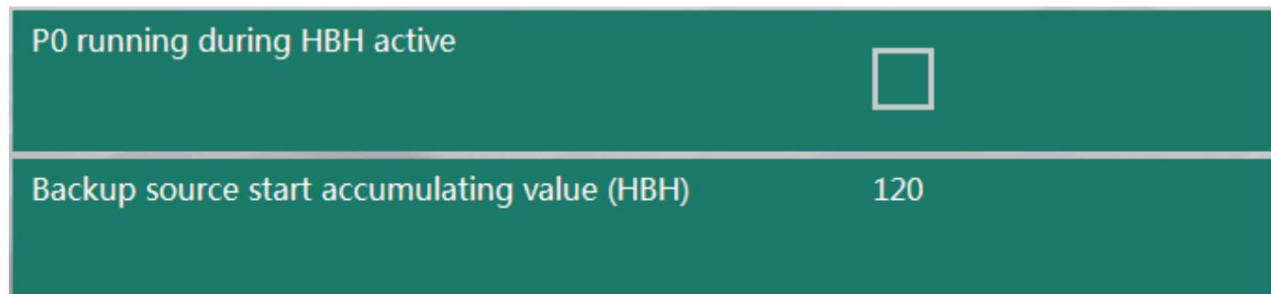 P0 running during HBH active
Backup source start accumulating value (HBH) 120